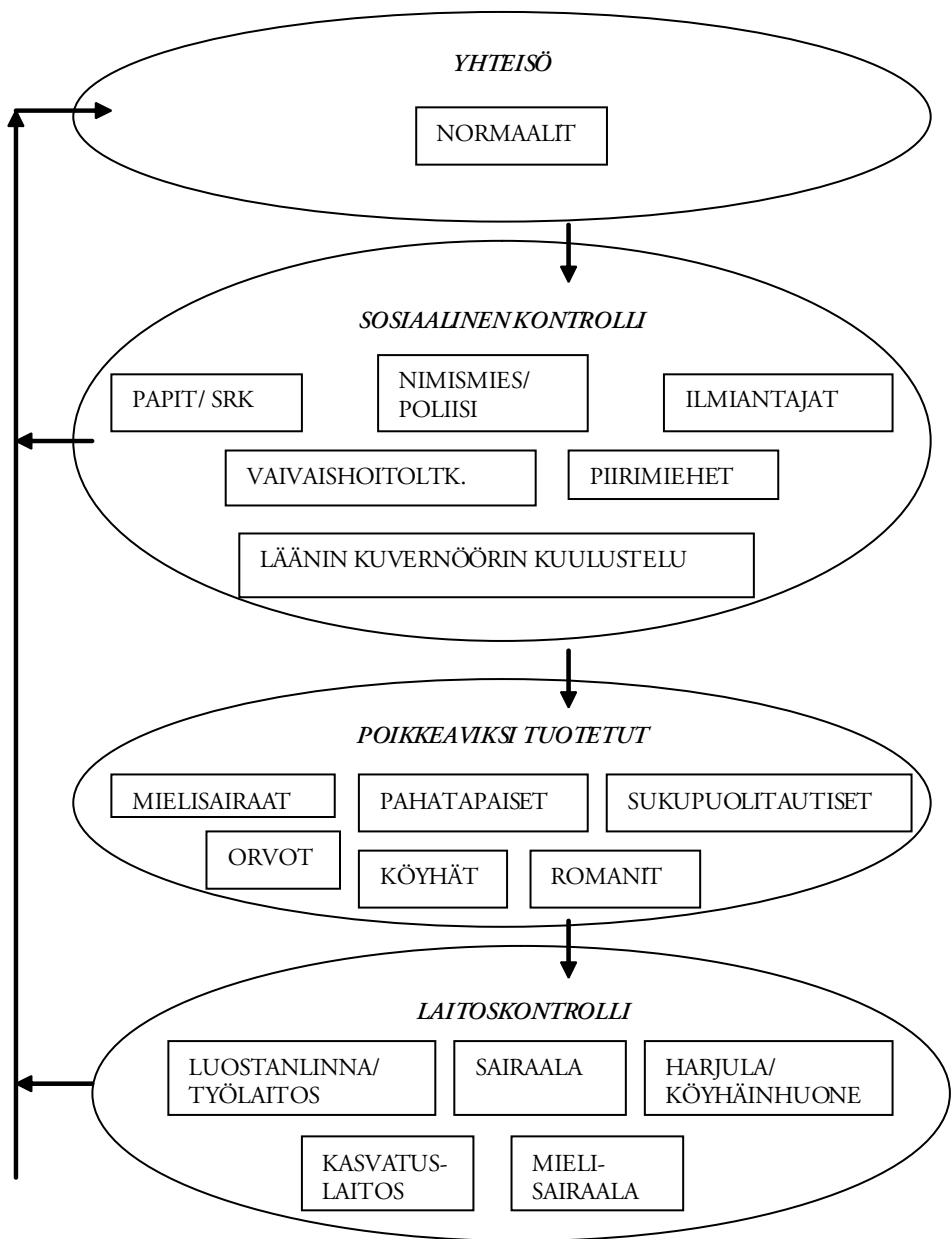 YHTEISÖ
NORMAALIT
SOSIAALINEN KONTROLLI
PAPIT/ SRK
NIMISMIES/
POLIISI
ILMIANTAJAT
VAIVAISHOITOLTK.
PIIRIMIEHET
LÄÄNIN KUVERNÖÖRIN KUULUSTELU
POIKKEAVIKSI TUOTETUT
MIELISAIRAAT
PAHATAPAISET
SUKUPUOLITAUTISET
ORVOT
KÖYHÄT
ROMANIT
LAITOSKONTROLLI
LUOSTANLINNA/
TYÖLAITOS
SAIRAALA
HARJULA/
KÖYHÄINHUONE
KASVATUS-
LAITOS
MIELI-
SAIRAALA